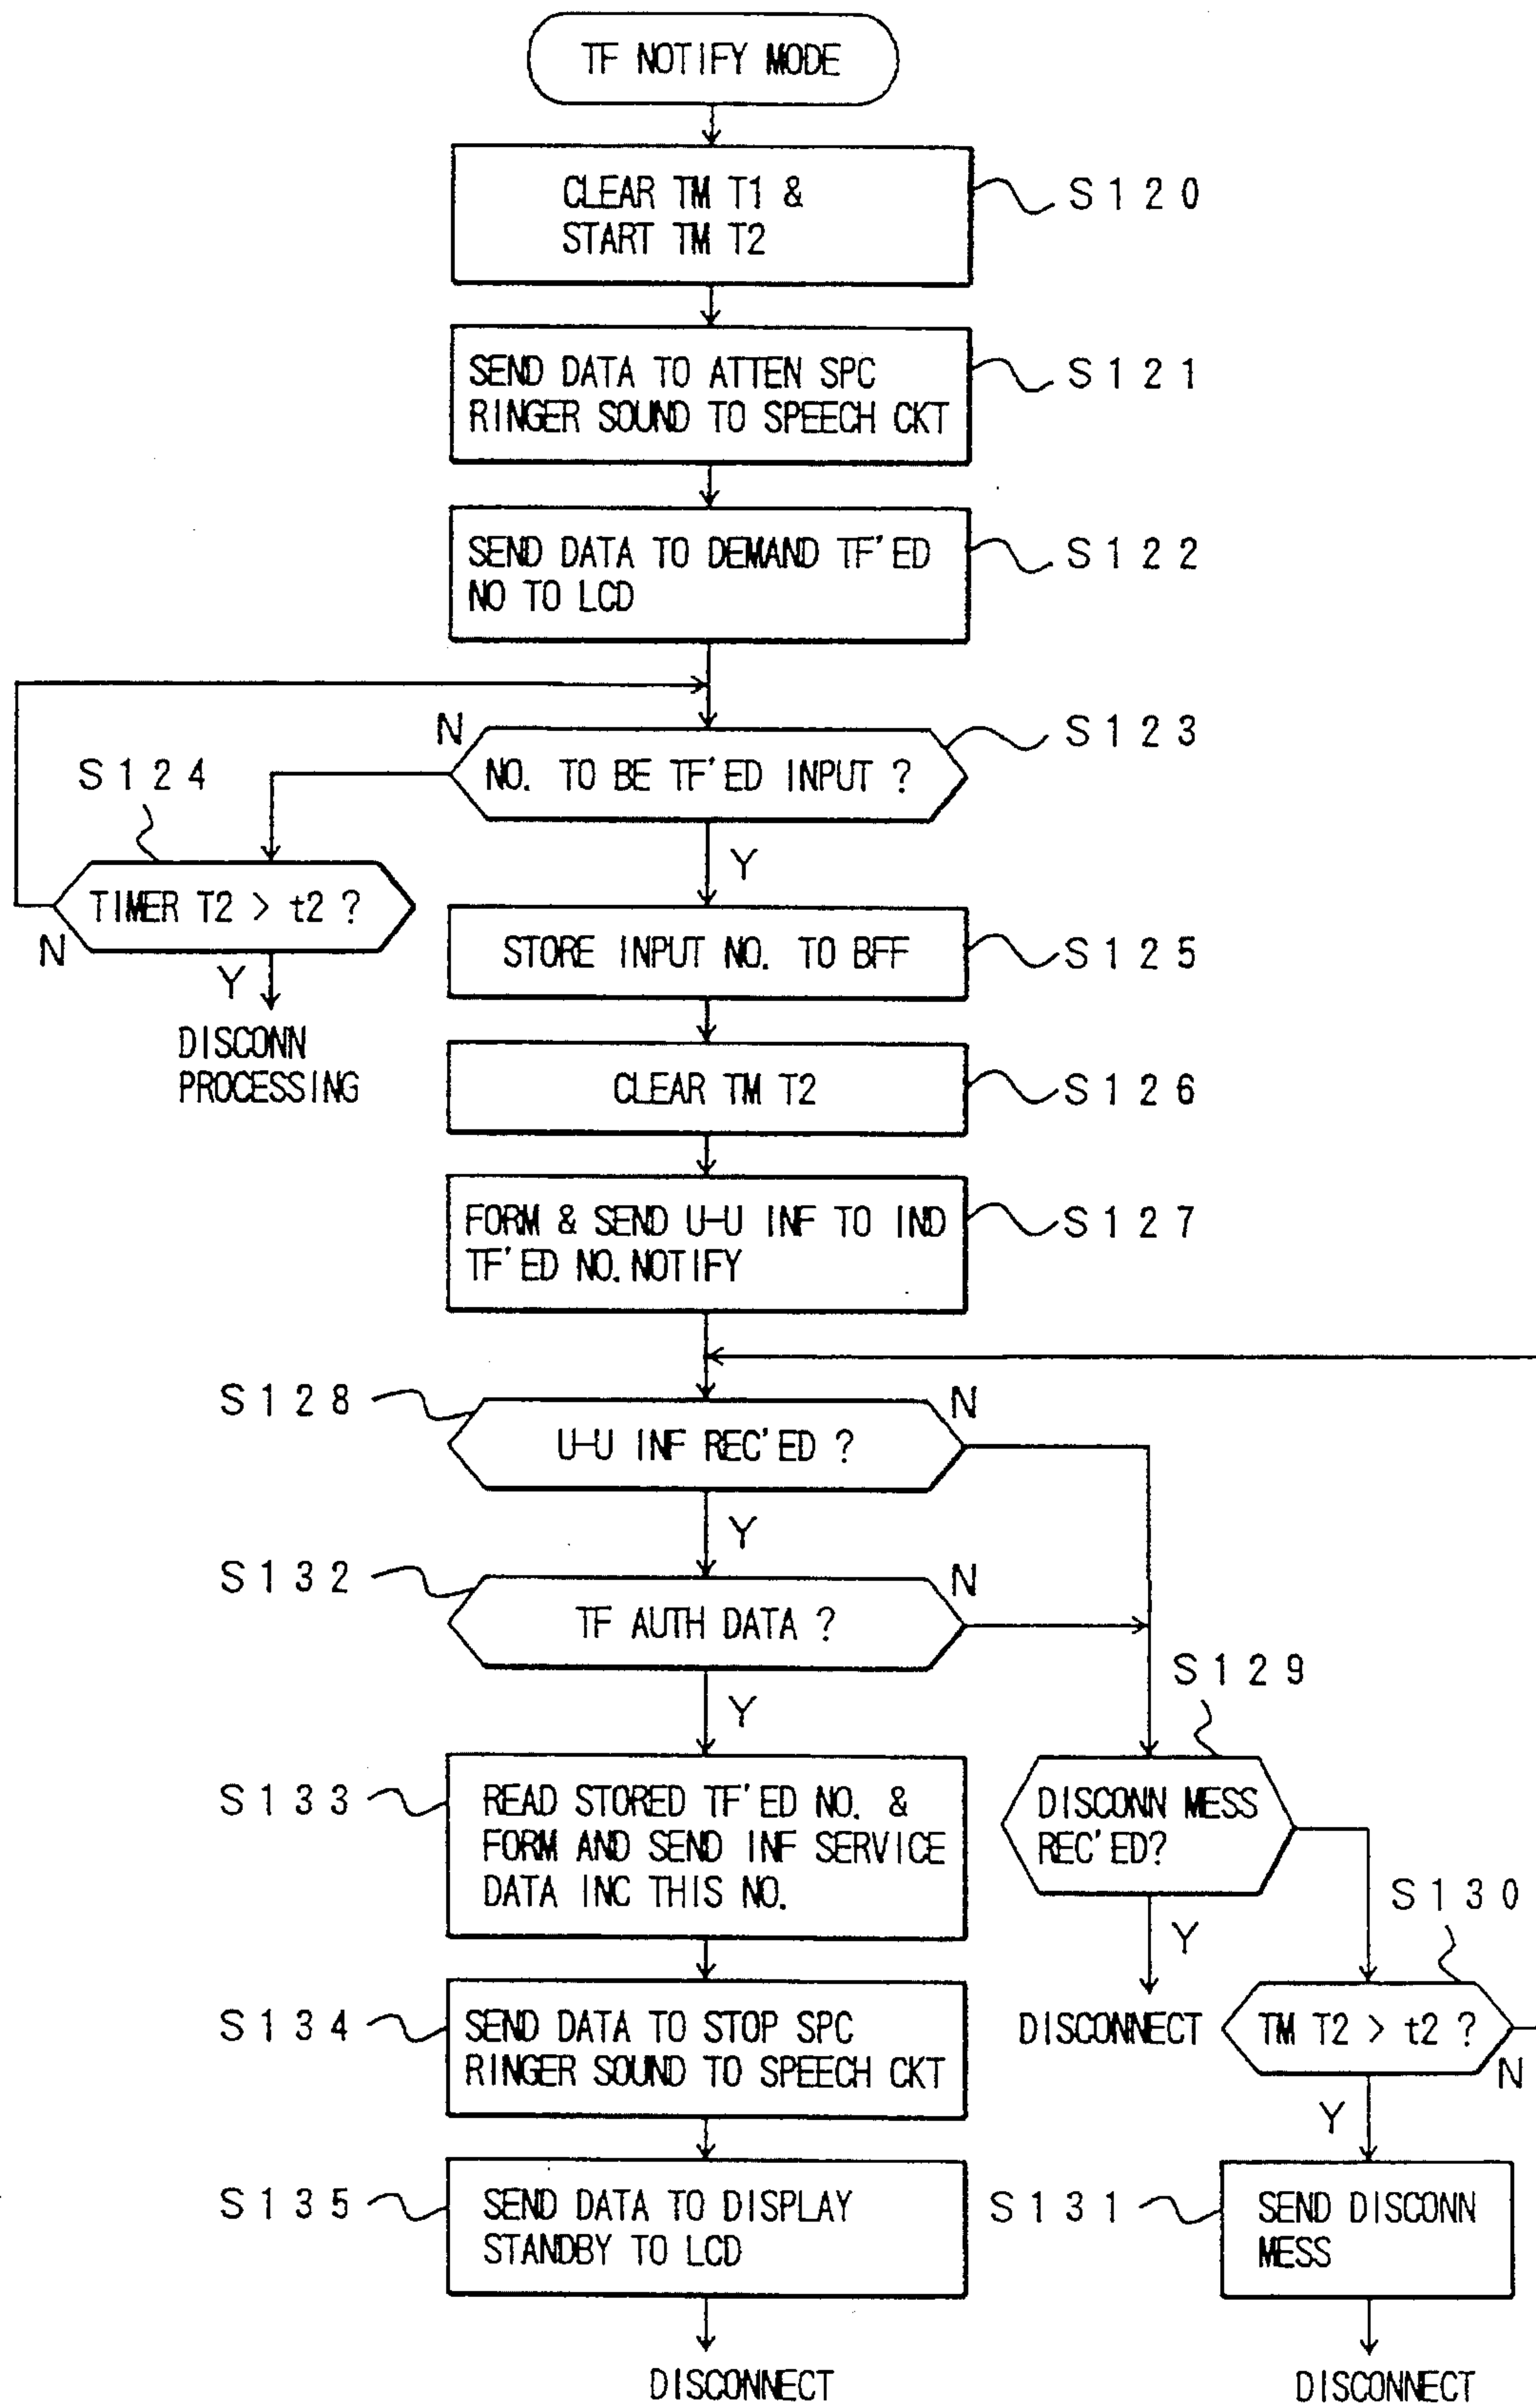 TF NOTIFY MODE
CLEAR TM T1 &
START TM T2
S120
SEND DATA TO ATTEN SPC
RINGER SOUND TO SPEECH CKT
S121
SEND DATA TO DEMAND TF'ED
NO TO LCD
S122
N
NO. TO BE TF'ED INPUT ?
S123
S124
Y
TIMER T2 > t2 ?
N
Y
DISCONN
PROCESSING
STORE INPUT NO. TO BFF
S125
CLEAR TM T2
S126
FORM & SEND U-U INF TO IND
TF'ED NO. NOTIFY
S127
S128
U-U INF REC'ED ?
N
Y
S132
TF AUTH DATA ?
N
Y
S129
DISCONN MESS
REC'ED?
Y
DISCONNECT
S133
READ STORED TF'ED NO. &
FORM AND SEND INF SERVICE
DATA INC THIS NO.
S130
TM T2 > t2 ?
N
Y
S134
SEND DATA TO STOP SPC
RINGER SOUND TO SPEECH CKT
S135
SEND DATA TO DISPLAY
STANDBY TO LCD
S131
SEND DISCONN
MESS
DISCONNECT
DISCONNECT